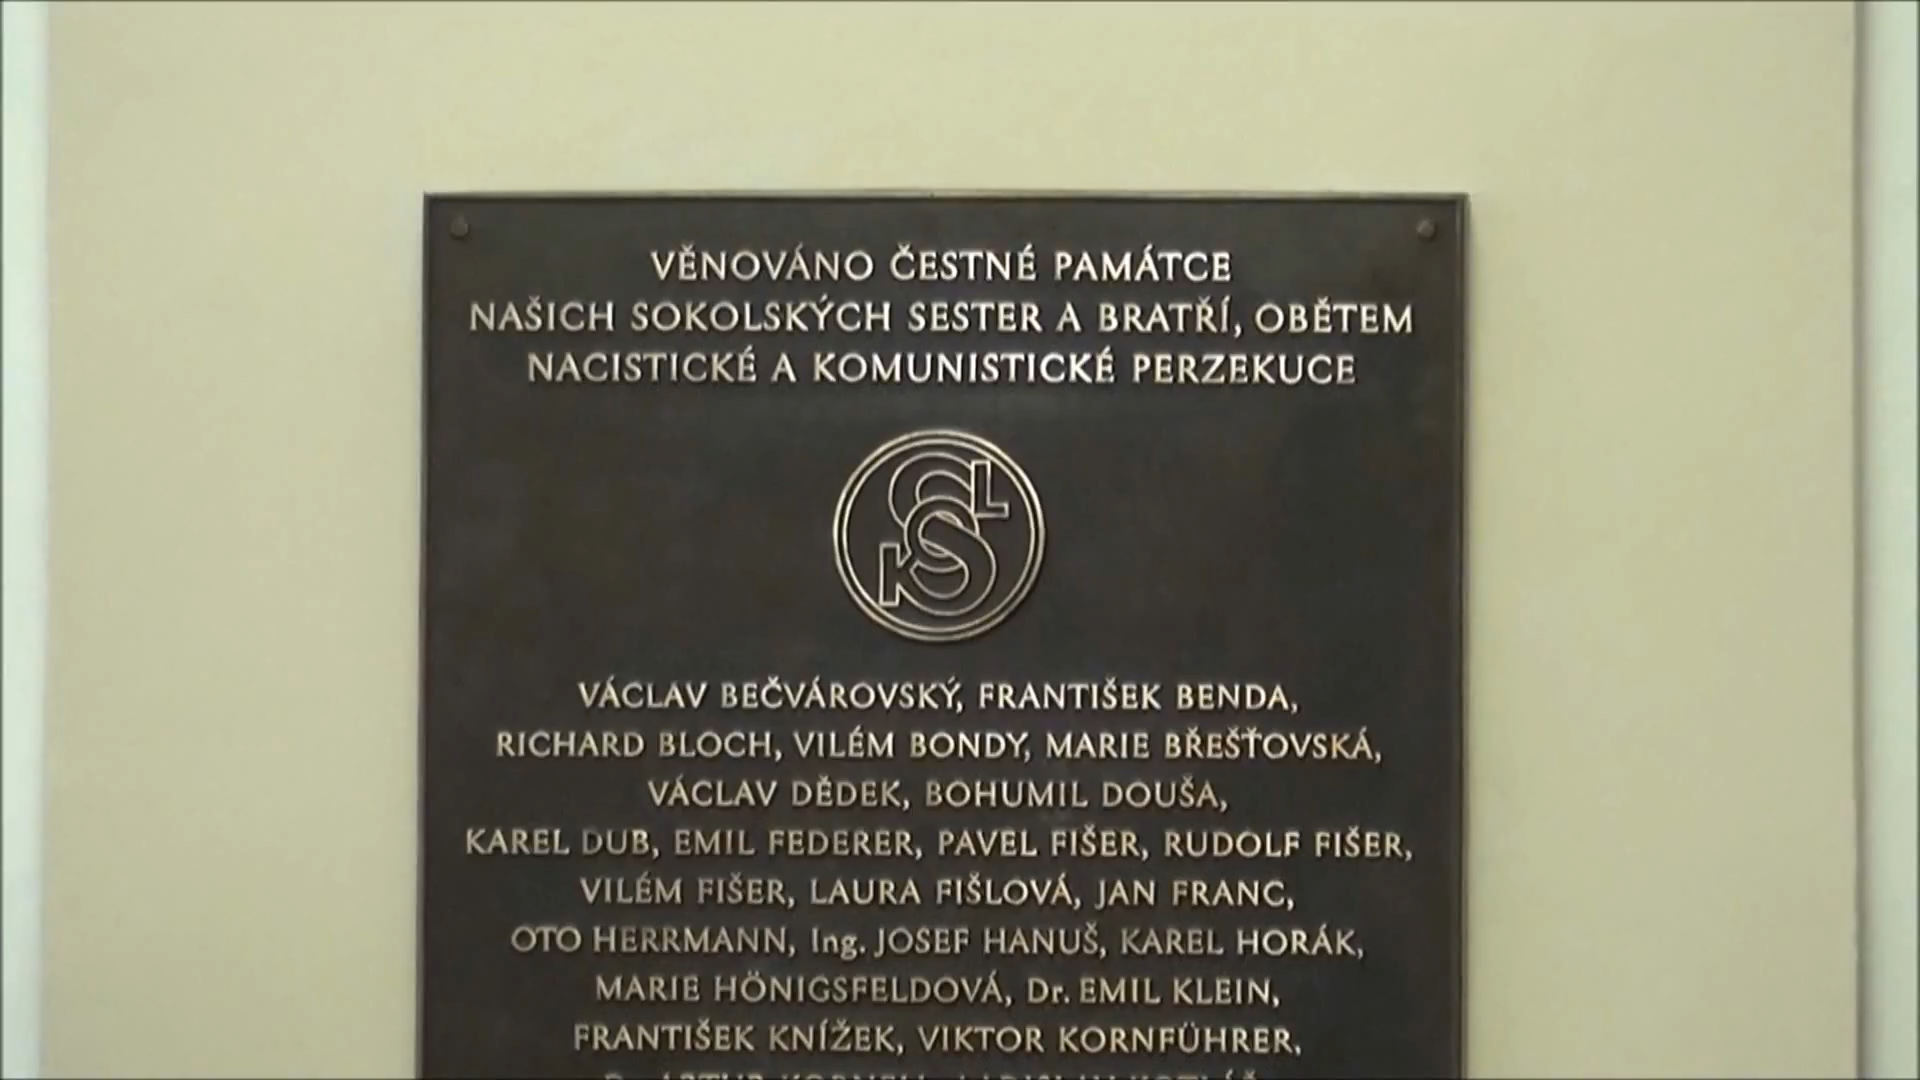 VĚNOVÁNO ČESTNÉ PAMÁTCE
NAŠICH SOKOLSKÝCH SESTER A BRATŘÍ, OBĚTEM
NACISTICKÉ A KOMUNISTICKÉ PERZEKUCE
SOKOL
VÁCLAV BEČVÁROVSKÝ, FRANTIŠEK BENDA,
RICHARD BLOCH, VILÉM BONDY, MARIE BŘEŠŤOVSKÁ,
VÁCLAV DĚDEK, BOHUMIL DOUŠA,
KAREL DUB, EMIL FEDERER, PAVEL FIŠER, RUDOLF FIŠER,
VILÉM FIŠER, LAURA FIŠLOVÁ, JAN FRANC,
OTO HERRMANN, Ing. JOSEF HANUŠ, KAREL HORÁK,
MARIE HÖNIGSFELDOVÁ, Dr. EMIL KLEIN,
FRANTIŠEK KNÍŽEK, VIKTOR KORNFÜHRER,